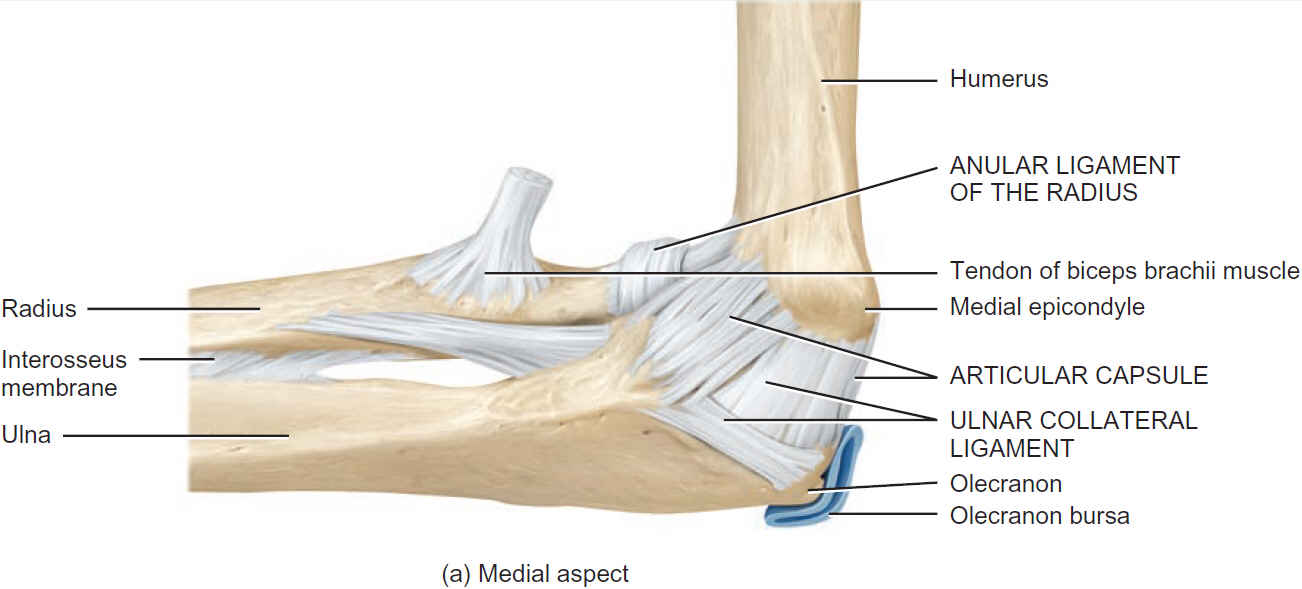 Humerus
ANULAR LIGAMENT
OF THE RADIUS
Tendon of biceps brachii muscle
Medial epicondyle
Radius
Interosseus
membrane
ARTICULAR CAPSULE
ULNAR COLLATERAL
LIGAMENT
Ulna
Olecranon
Olecranon bursa
(a) Medial aspect